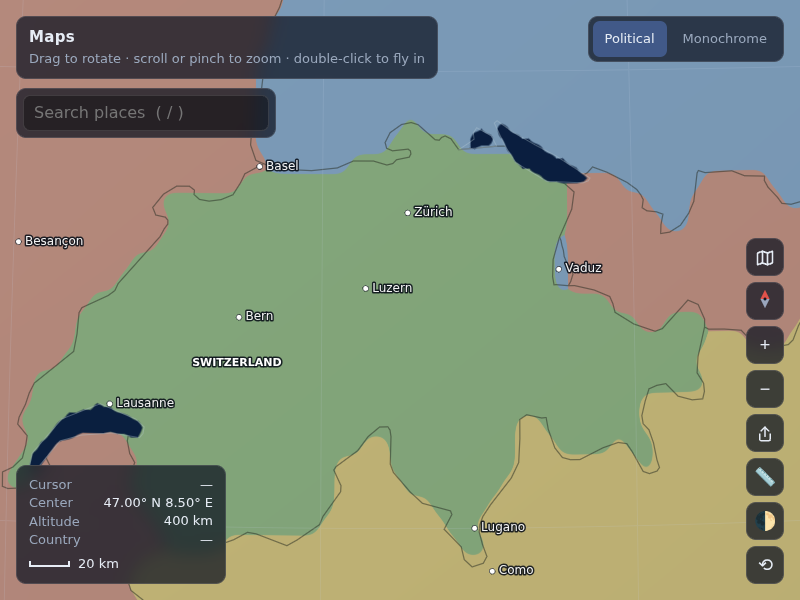 Maps
Drag to rotate · scroll or pinch to zoom · double-click to fly in
Political
Monochrome
Search places ( / )
Basel
Zürich
Besançon
Vaduz
Luzern
Bern
SWITZERLAND
Lausanne
+
−
Cursor —
Center 47.00° N 8.50° E
Altitude 400 km
Country —
20 km
Lugano
Como